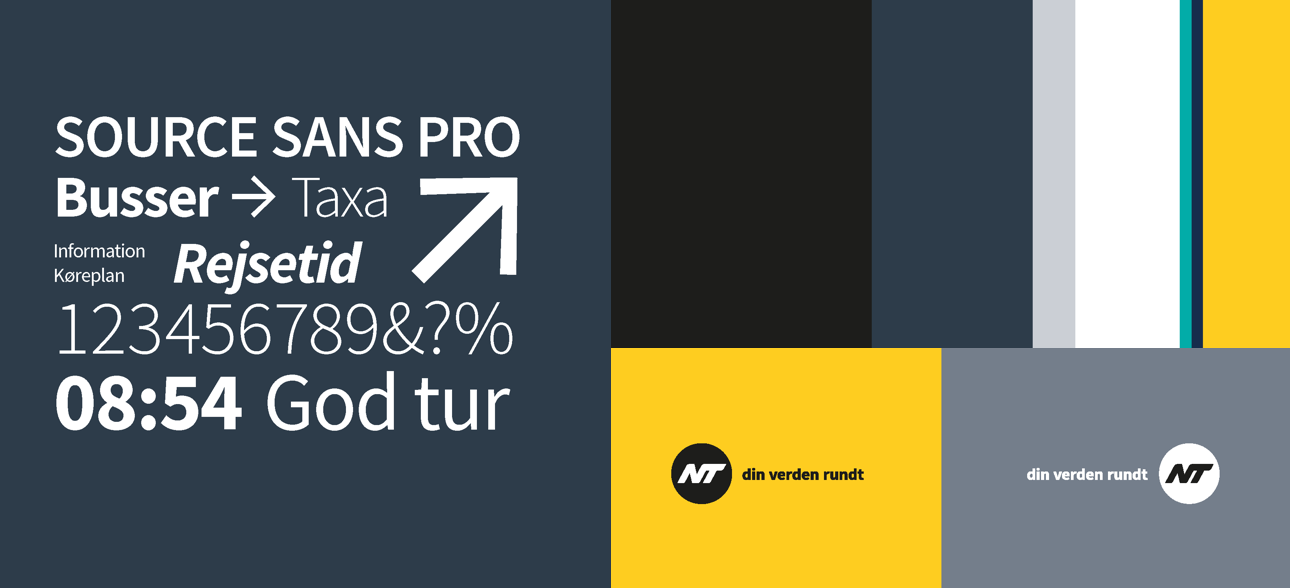 SOURCE SANS PRO
Busser → Taxa
Information
Køreplan
Rejsetid
123456789&?%
08:54 God tur
NT din verden rundt
din verden rundt NT